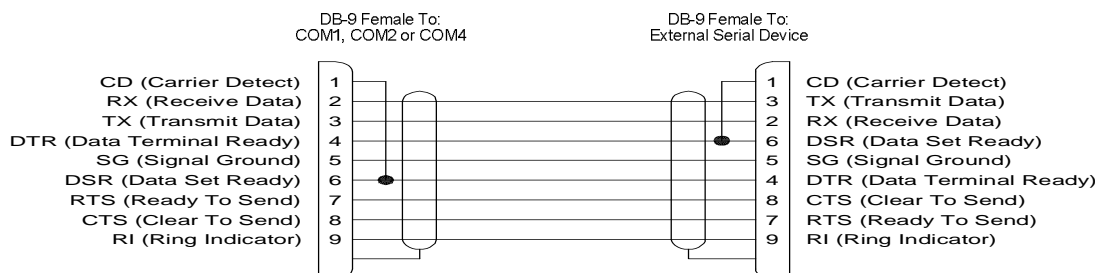 DB-9 Female To:
COM1, COM2 or COM4
DB-9 Female To:
External Serial Device
CD (Carrier Detect) 1 1 CD (Carrier Detect)
RX (Receive Data) 2 3 TX (Transmit Data)
TX (Transmit Data) 3 2 RX (Receive Data)
DTR (Data Terminal Ready) 4 6 DSR (Data Set Ready)
SG (Signal Ground) 5 5 SG (Signal Ground)
DSR (Data Set Ready) 6 4 DTR (Data Terminal Ready)
RTS (Ready To Send) 7 8 CTS (Clear To Send)
CTS (Clear To Send) 8 7 RTS (Ready To Send)
RI (Ring Indicator) 9 9 RI (Ring Indicator)